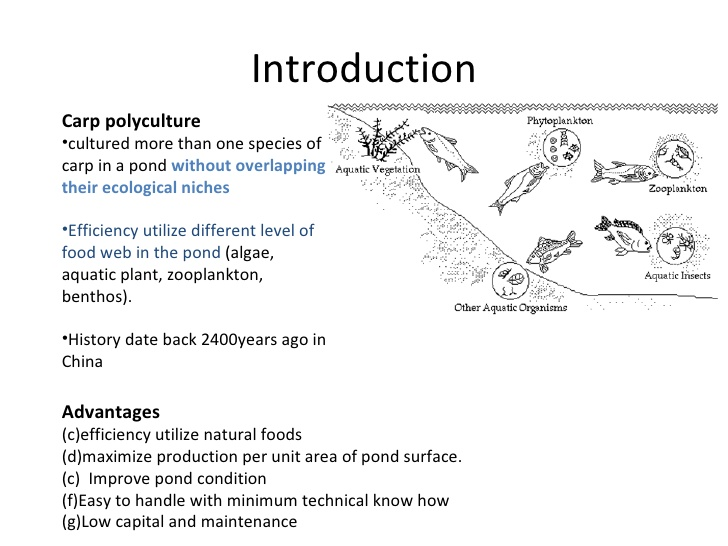 Introduction
Carp polyculture
•cultured more than one species of
carp in a pond without overlapping
their ecological niches
•Efficiency utilize different level of
food web in the pond (algae,
aquatic plant, zooplankton,
benthos).
•History date back 2400years ago in
China
Phytoplankton
Aquatic Vegetation
Zooplankton
Aquatic Insects
Other Aquatic Organisms
Advantages
(c)efficiency utilize natural foods
(d)maximize production per unit area of pond surface.
(c)  Improve pond condition
(f)Easy to handle with minimum technical know how
(g)Low capital and maintenance